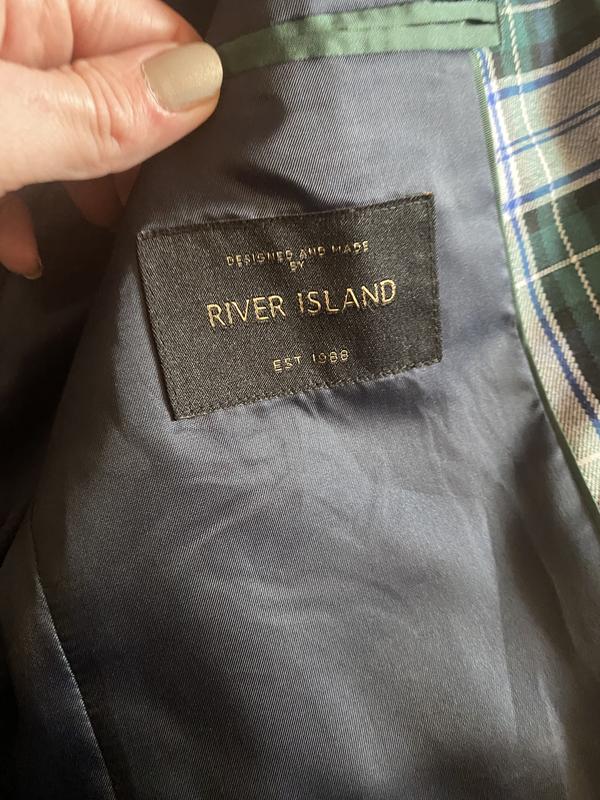 DESIGNED AND MADE
BY
RIVER ISLAND
EST 1988